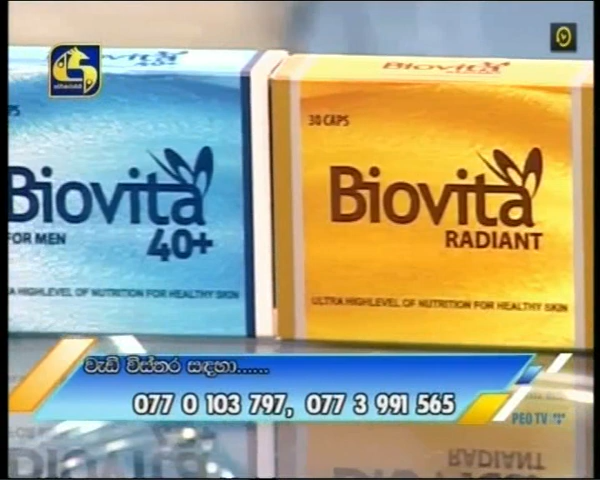 Biovita
30 CAPS
Biovita
40+
FOR MEN
HIGHLEVEL OF NUTRITION FOR HEALTHY SKIN
Biovita
RADIANT
ULTRA HIGHLEVEL OF NUTRITION FOR HEALTHY SKIN
වැඩි විස්තර සඳහා......
077 0 103 797, 077 3 991 565
PEO TV
RADIANT